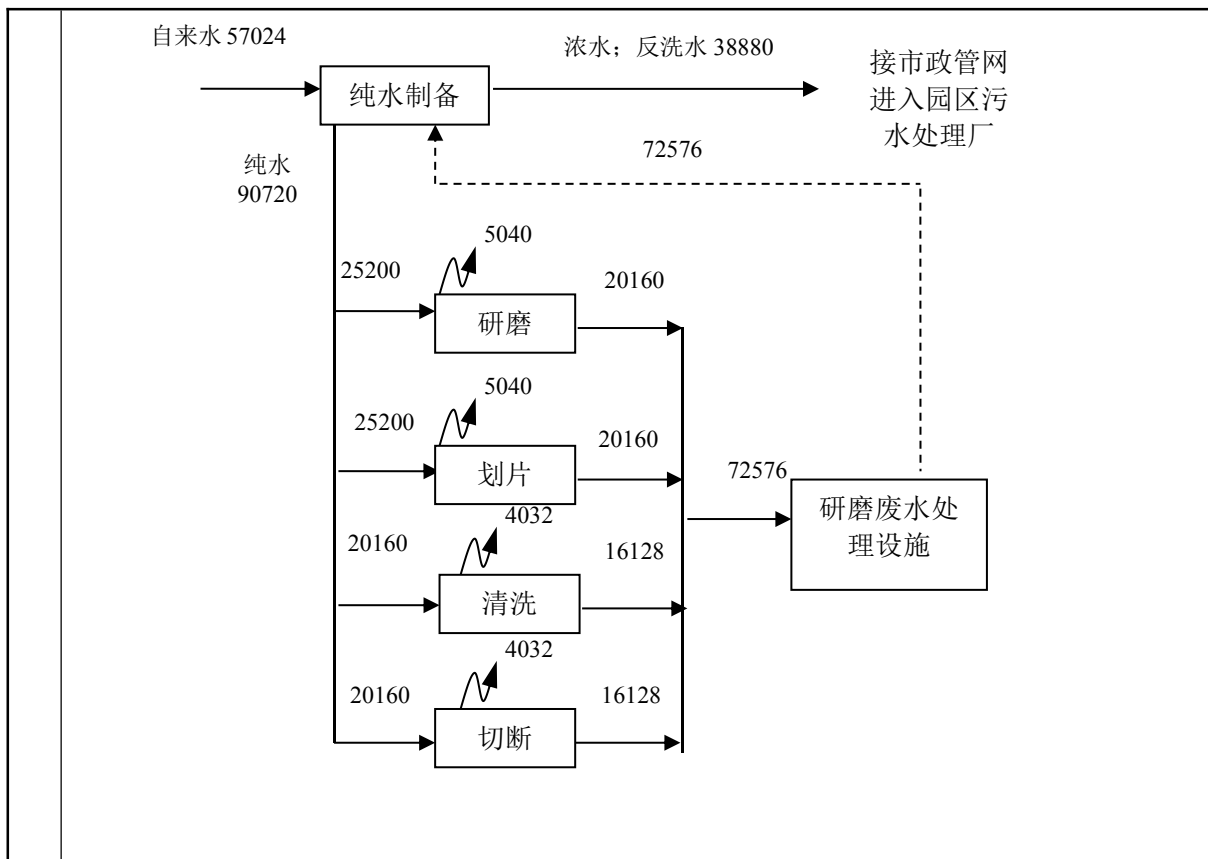 自来水 57024
浓水；反洗水 38880
接市政管网
进入园区污
水处理厂
纯水制备
72576
纯水
90720
5040
25200
20160
研磨
5040
25200
20160
划片
72576
研磨废水处
理设施
4032
20160
16128
清洗
4032
20160
16128
切断